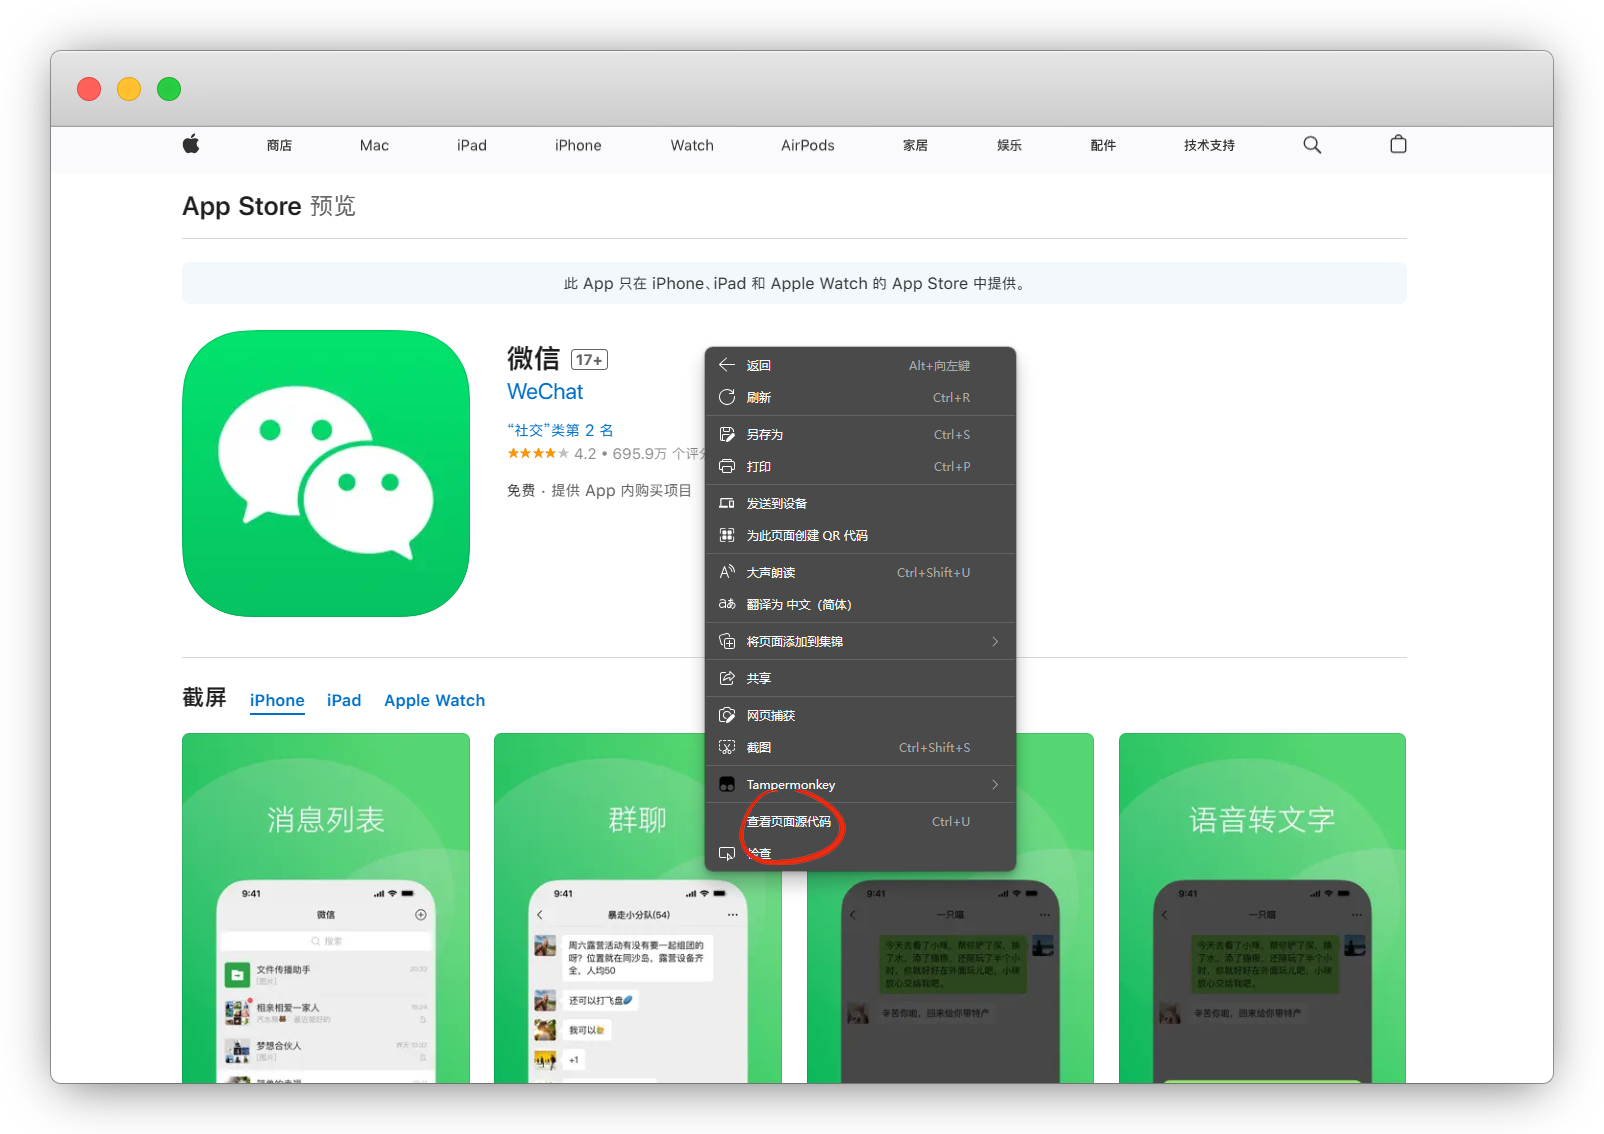 商店 Mac iPad iPhone Watch AirPods 家居 娱乐 配件 技术支持
App Store 预览
此 App 只在 iPhone、iPad 和 Apple Watch 的 App Store 中提供。
微信 17+
WeChat
“社交”类第 2 名
4.2 • 695.9万 个评
免费 · 提供 App 内购买项目
返回 Alt+向左键
刷新 Ctrl+R
另存为 Ctrl+S
打印 Ctrl+P
发送到设备
为此页面创建 QR 代码
大声朗读 Ctrl+Shift+U
翻译为 中文（简体）
将页面添加到集锦
共享
网页捕获
截图 Ctrl+Shift+S
Tampermonkey
查看页面源代码 Ctrl+U
检查
截屏 iPhone iPad Apple Watch
消息列表
9:41
微信
搜索
文件传播助手 20:33
[图片]
相亲相爱一家人 19:24
梦想合伙人
[图片]
群聊
9:41
暴走小分队(54)
周六露营活动有没有要一起组团的
呀？位置就在同沙岛，露营设备齐
全，人均50
还可以打飞盘
我可以
+1
9:41
一只喵
今天去看了小咪，帮你铲了屎，换
了水，添了猫粮，还陪玩了半个小
时，你就好好在外面玩儿吧，小咪
放心交给我吧。
辛苦你啦，回来给你带特产
语音转文字
9:41
一只喵
今天去看了小咪，帮你铲了屎，换
了水，添了猫粮，还陪玩了半个小
时，你就好好在外面玩儿吧，小咪
放心交给我吧。
辛苦你啦，回来给你带特产